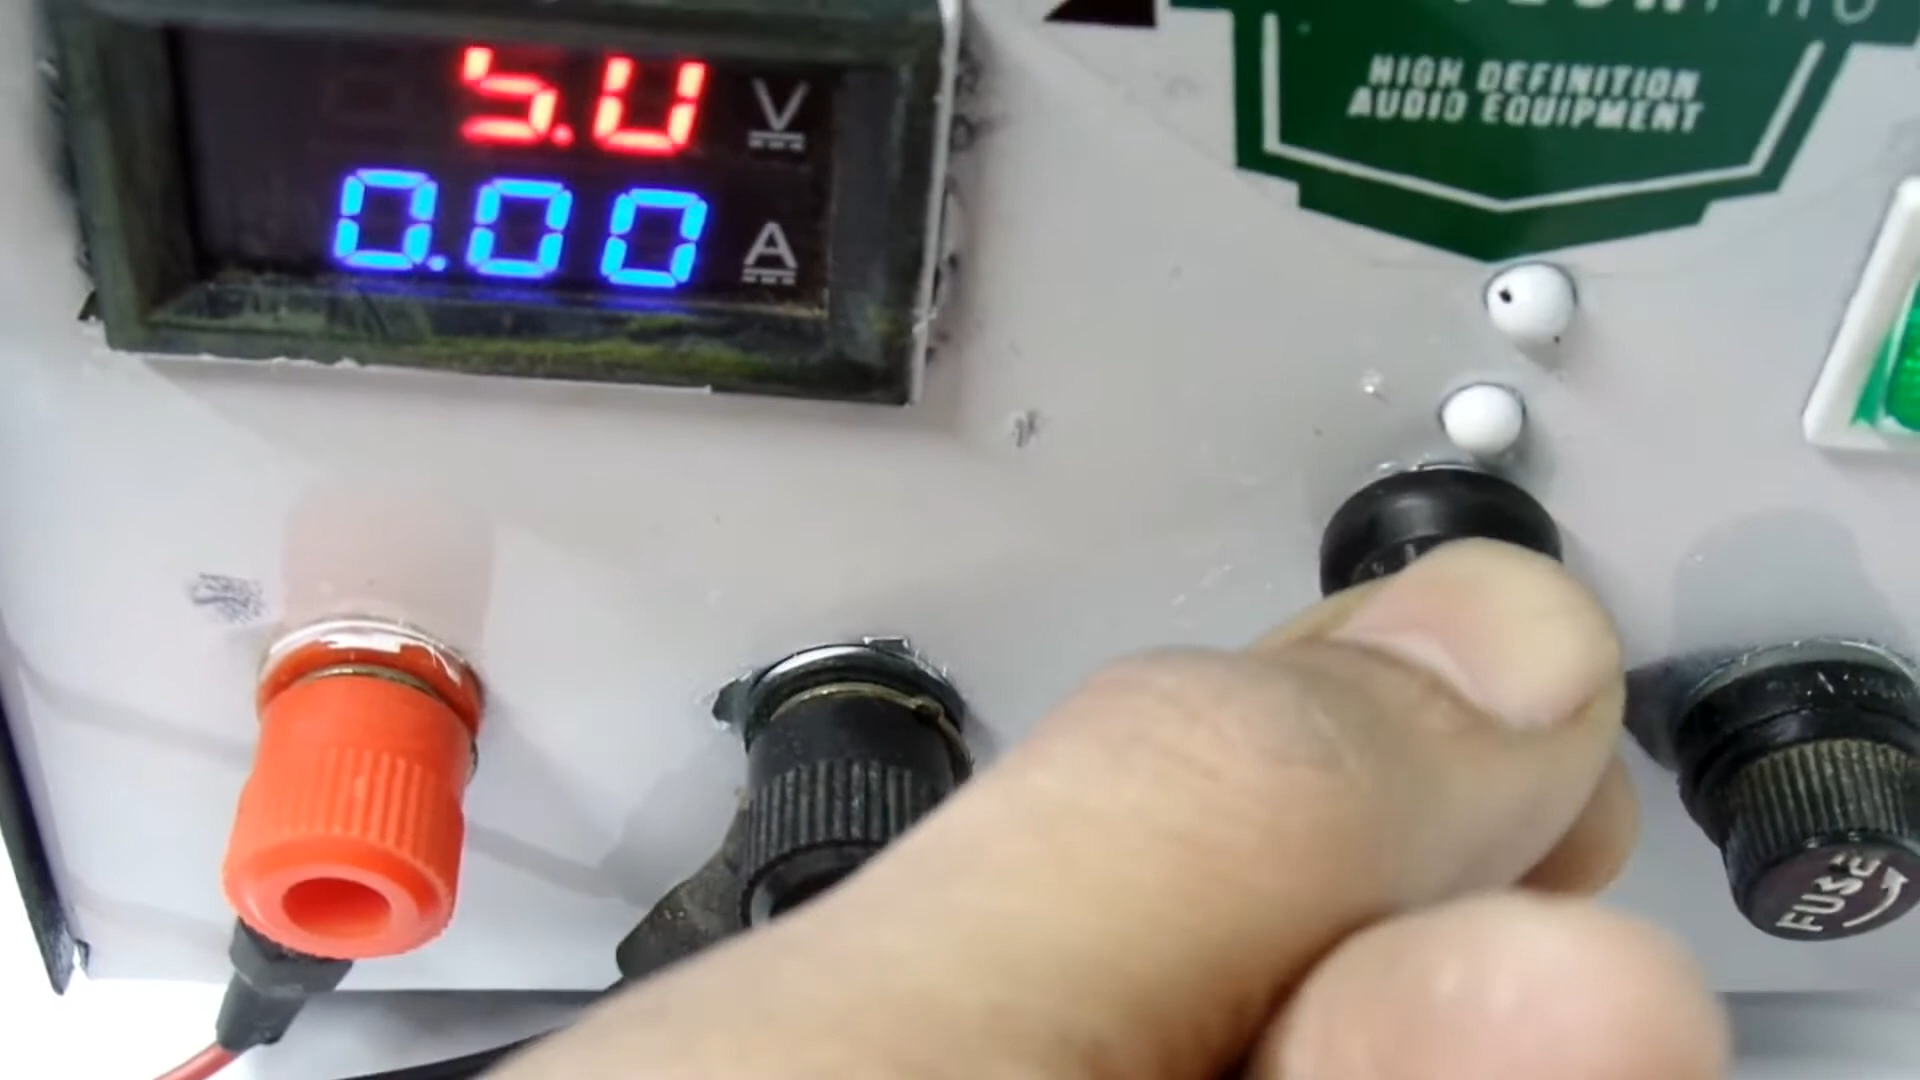 5.0 V
0.00 A
HIGH DEFINITION
AUDIO EQUIPMENT
FUSE